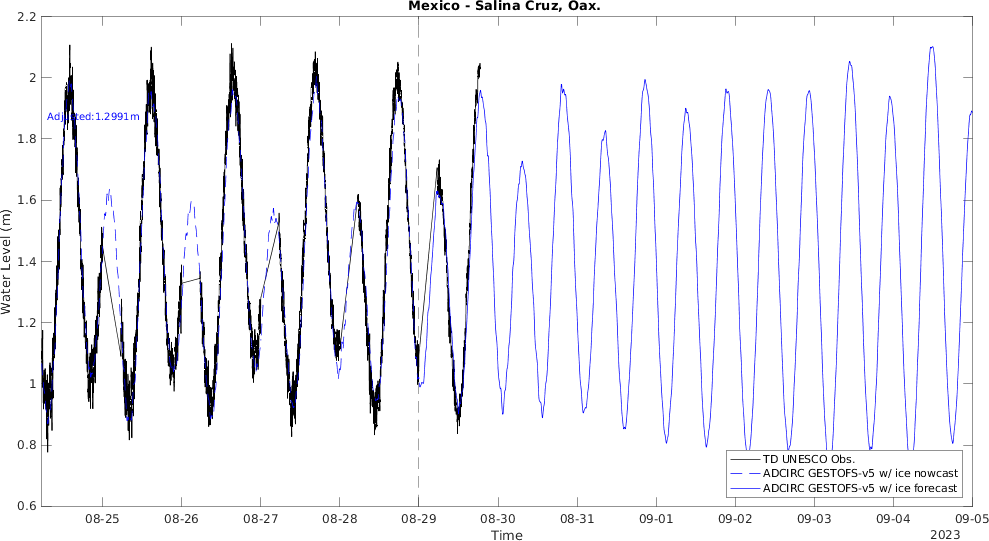 Mexico - Salina Cruz, Oax.
2.2
2
1.8
1.6
1.4
1.2
1
0.8
0.6
Water Level (m)
Adjusted:1.2991m
TD UNESCO Obs.
ADCIRC GESTOFS-v5 w/ ice nowcast
ADCIRC GESTOFS-v5 w/ ice forecast
08-25 08-26 08-27 08-28 08-29 08-30 08-31 09-01 09-02 09-03 09-04 09-05
Time
2023